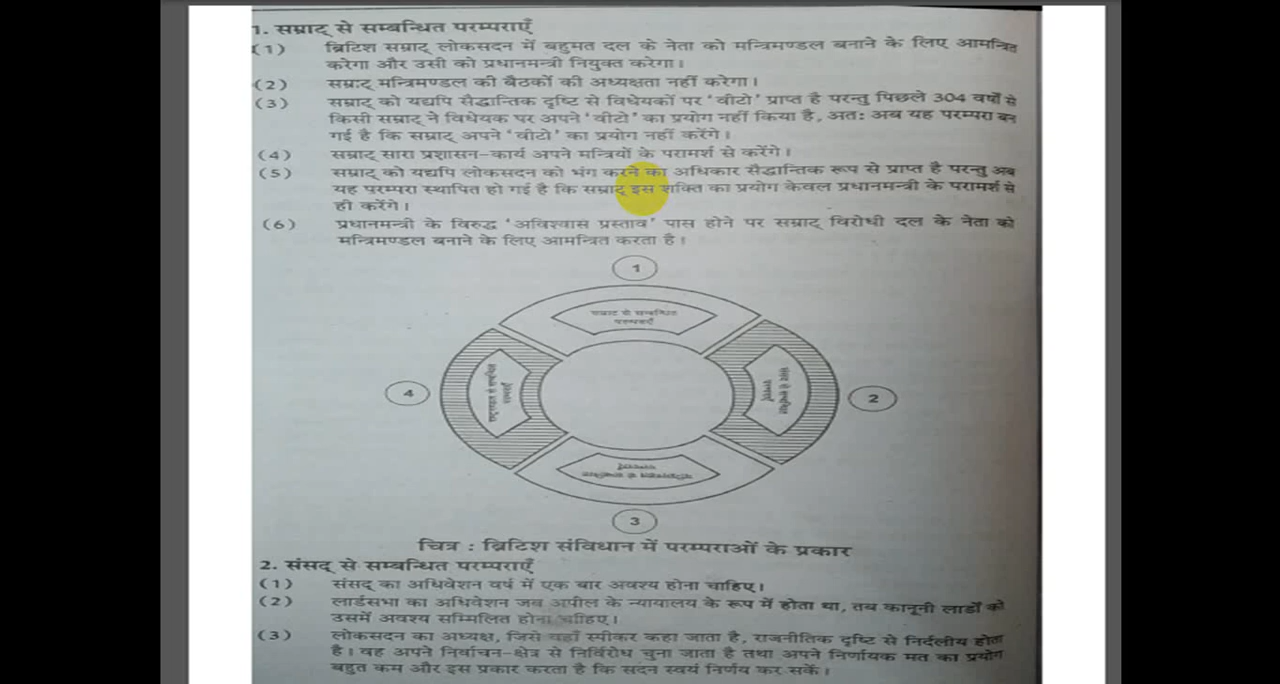 1. सम्राट् से सम्बन्धित परम्पराएँ
(1) ब्रिटिश सम्राट् लोकसदन में बहुमत दल के नेता को मन्त्रिमण्डल बनाने के लिए आमन्त्रित
करेगा और उसी को प्रधानमन्त्री नियुक्त करेगा।
(2) सम्राट् मन्त्रिमण्डल की बैठकों की अध्यक्षता नहीं करेगा।
(3) सम्राट् को यद्यपि सैद्धान्तिक दृष्टि से विधेयकों पर 'वीटो' प्राप्त है परन्तु पिछले 304 वर्षों से
किसी सम्राट् ने विधेयक पर अपने 'वीटो' का प्रयोग नहीं किया है, अतः अब यह परम्परा बन
गई है कि सम्राट् अपने 'वीटो' का प्रयोग नहीं करेंगे।
(4) सम्राट् सारा प्रशासन-कार्य अपने मन्त्रियों के परामर्श से करेंगे।
(5) सम्राट् को यद्यपि लोकसदन को भंग करने का अधिकार सैद्धान्तिक रूप से प्राप्त है परन्तु अब
यह परम्परा स्थापित हो गई है कि सम्राट् इस शक्ति का प्रयोग केवल प्रधानमन्त्री के परामर्श से
ही करेंगे।
(6) प्रधानमन्त्री के विरुद्ध 'अविश्वास प्रस्ताव' पास होने पर सम्राट् विरोधी दल के नेता को
मन्त्रिमण्डल बनाने के लिए आमन्त्रित करता है।
1
सम्राट से सम्बन्धित
परम्पराएँ
4
2
संसद से सम्बन्धित
3
चित्र : ब्रिटिश संविधान में परम्पराओं के प्रकार
2. संसद् से सम्बन्धित परम्पराएँ
(1) संसद् का अधिवेशन वर्ष में एक बार अवश्य होना चाहिए।
(2) लार्डसभा का अधिवेशन जब अपील के न्यायालय के रूप में होता था, तब कानूनी लार्डों को
उसमें अवश्य सम्मिलित होना चाहिए।
(3) लोकसदन का अध्यक्ष, जिसे वहाँ स्पीकर कहा जाता है, राजनीतिक दृष्टि से निर्दलीय होता
है। वह अपने निर्वाचन-क्षेत्र से निर्विरोध चुना जाता है तथा अपने निर्णायक मत का प्रयोग
बहुत कम और इस प्रकार करता है कि सदन स्वयं निर्णय कर सकें।